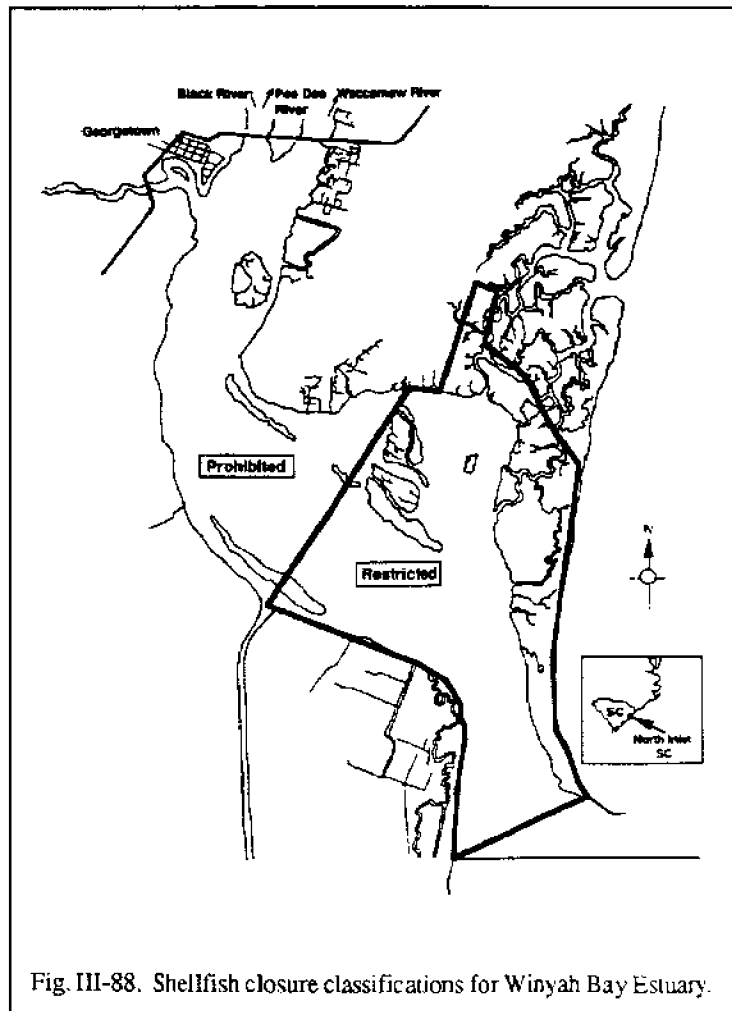 Black River
Pee Dee River
Waccamaw River
Georgetown
Prohibited
Restricted
N
SC
North Inlet
SC
Fig. III-88. Shellfish closure classifications for Winyah Bay Estuary.